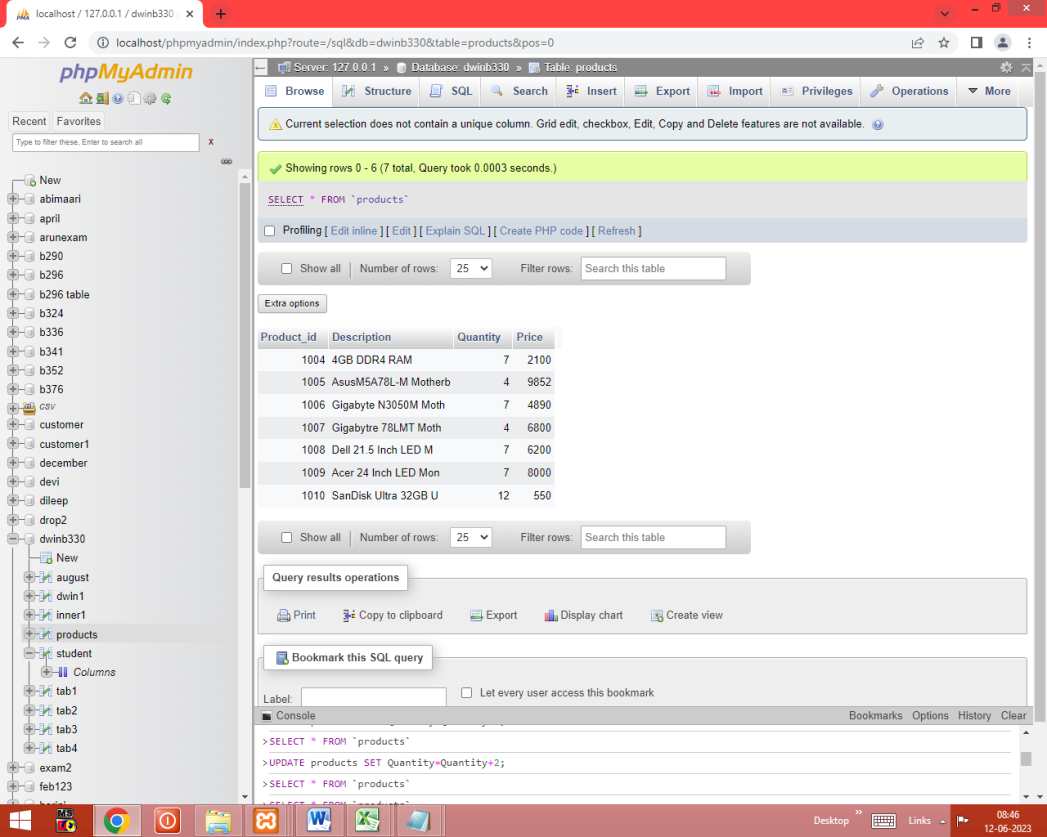 localhost / 127.0.0.1 / dwinb330
localhost/phpmyadmin/index.php?route=/sql&db=dwinb330&table=products&pos=0
phpMyAdmin
Recent Favorites
Type to filter these, Enter to search all X
New
abimaari
april
arunexam
b290
b296
b296 table
b324
b336
b341
b352
b376
csv
customer
customer1
december
devi
dileep
drop2
dwinb330
New
august
dwin1
inner1
products
student
Columns
tab1
tab2
tab3
tab4
exam2
feb123
Server: 127.0.0.1 » Database: dwinb330 » Table: products
Browse Structure SQL Search Insert Export Import Privileges Operations More
Current selection does not contain a unique column. Grid edit, checkbox, Edit, Copy and Delete features are not available.
Showing rows 0 - 6 (7 total, Query took 0.0003 seconds.)
SELECT * FROM `products`
Profiling [ Edit inline ] [ Edit ] [ Explain SQL ] [ Create PHP code ] [ Refresh ]
Show all Number of rows: 25 Filter rows: Search this table
Extra options
Product_id Description Quantity Price
1004 4GB DDR4 RAM 7 2100
1005 AsusM5A78L-M Motherb 4 9852
1006 Gigabyte N3050M Moth 7 4890
1007 Gigabytre 78LMT Moth 4 6800
1008 Dell 21.5 Inch LED M 7 6200
1009 Acer 24 Inch LED Mon 7 8000
1010 SanDisk Ultra 32GB U 12 550
Show all Number of rows: 25 Filter rows: Search this table
Query results operations
Print Copy to clipboard Export Display chart Create view
Bookmark this SQL query
Label: Let every user access this bookmark
Console Bookmarks Options History Clear
>SELECT * FROM `products`
>UPDATE products SET Quantity=Quantity+2;
>SELECT * FROM `products`
>SELECT * FROM `products`
MS
Desktop » Links 08:46
12-06-2023